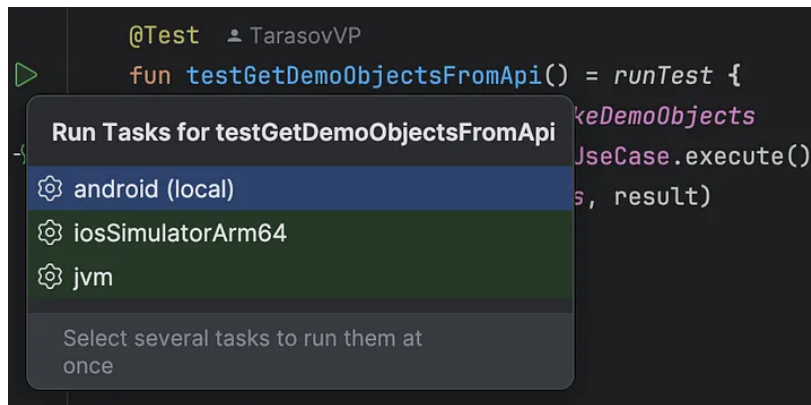 @Test TarasovVP
fun testGetDemoObjectsFromApi() = runTest {
keDemoObjects
Run Tasks for testGetDemoObjectsFromApi
UseCase.execute()
android (local)
s, result)
iosSimulatorArm64
jvm
Select several tasks to run them at
once